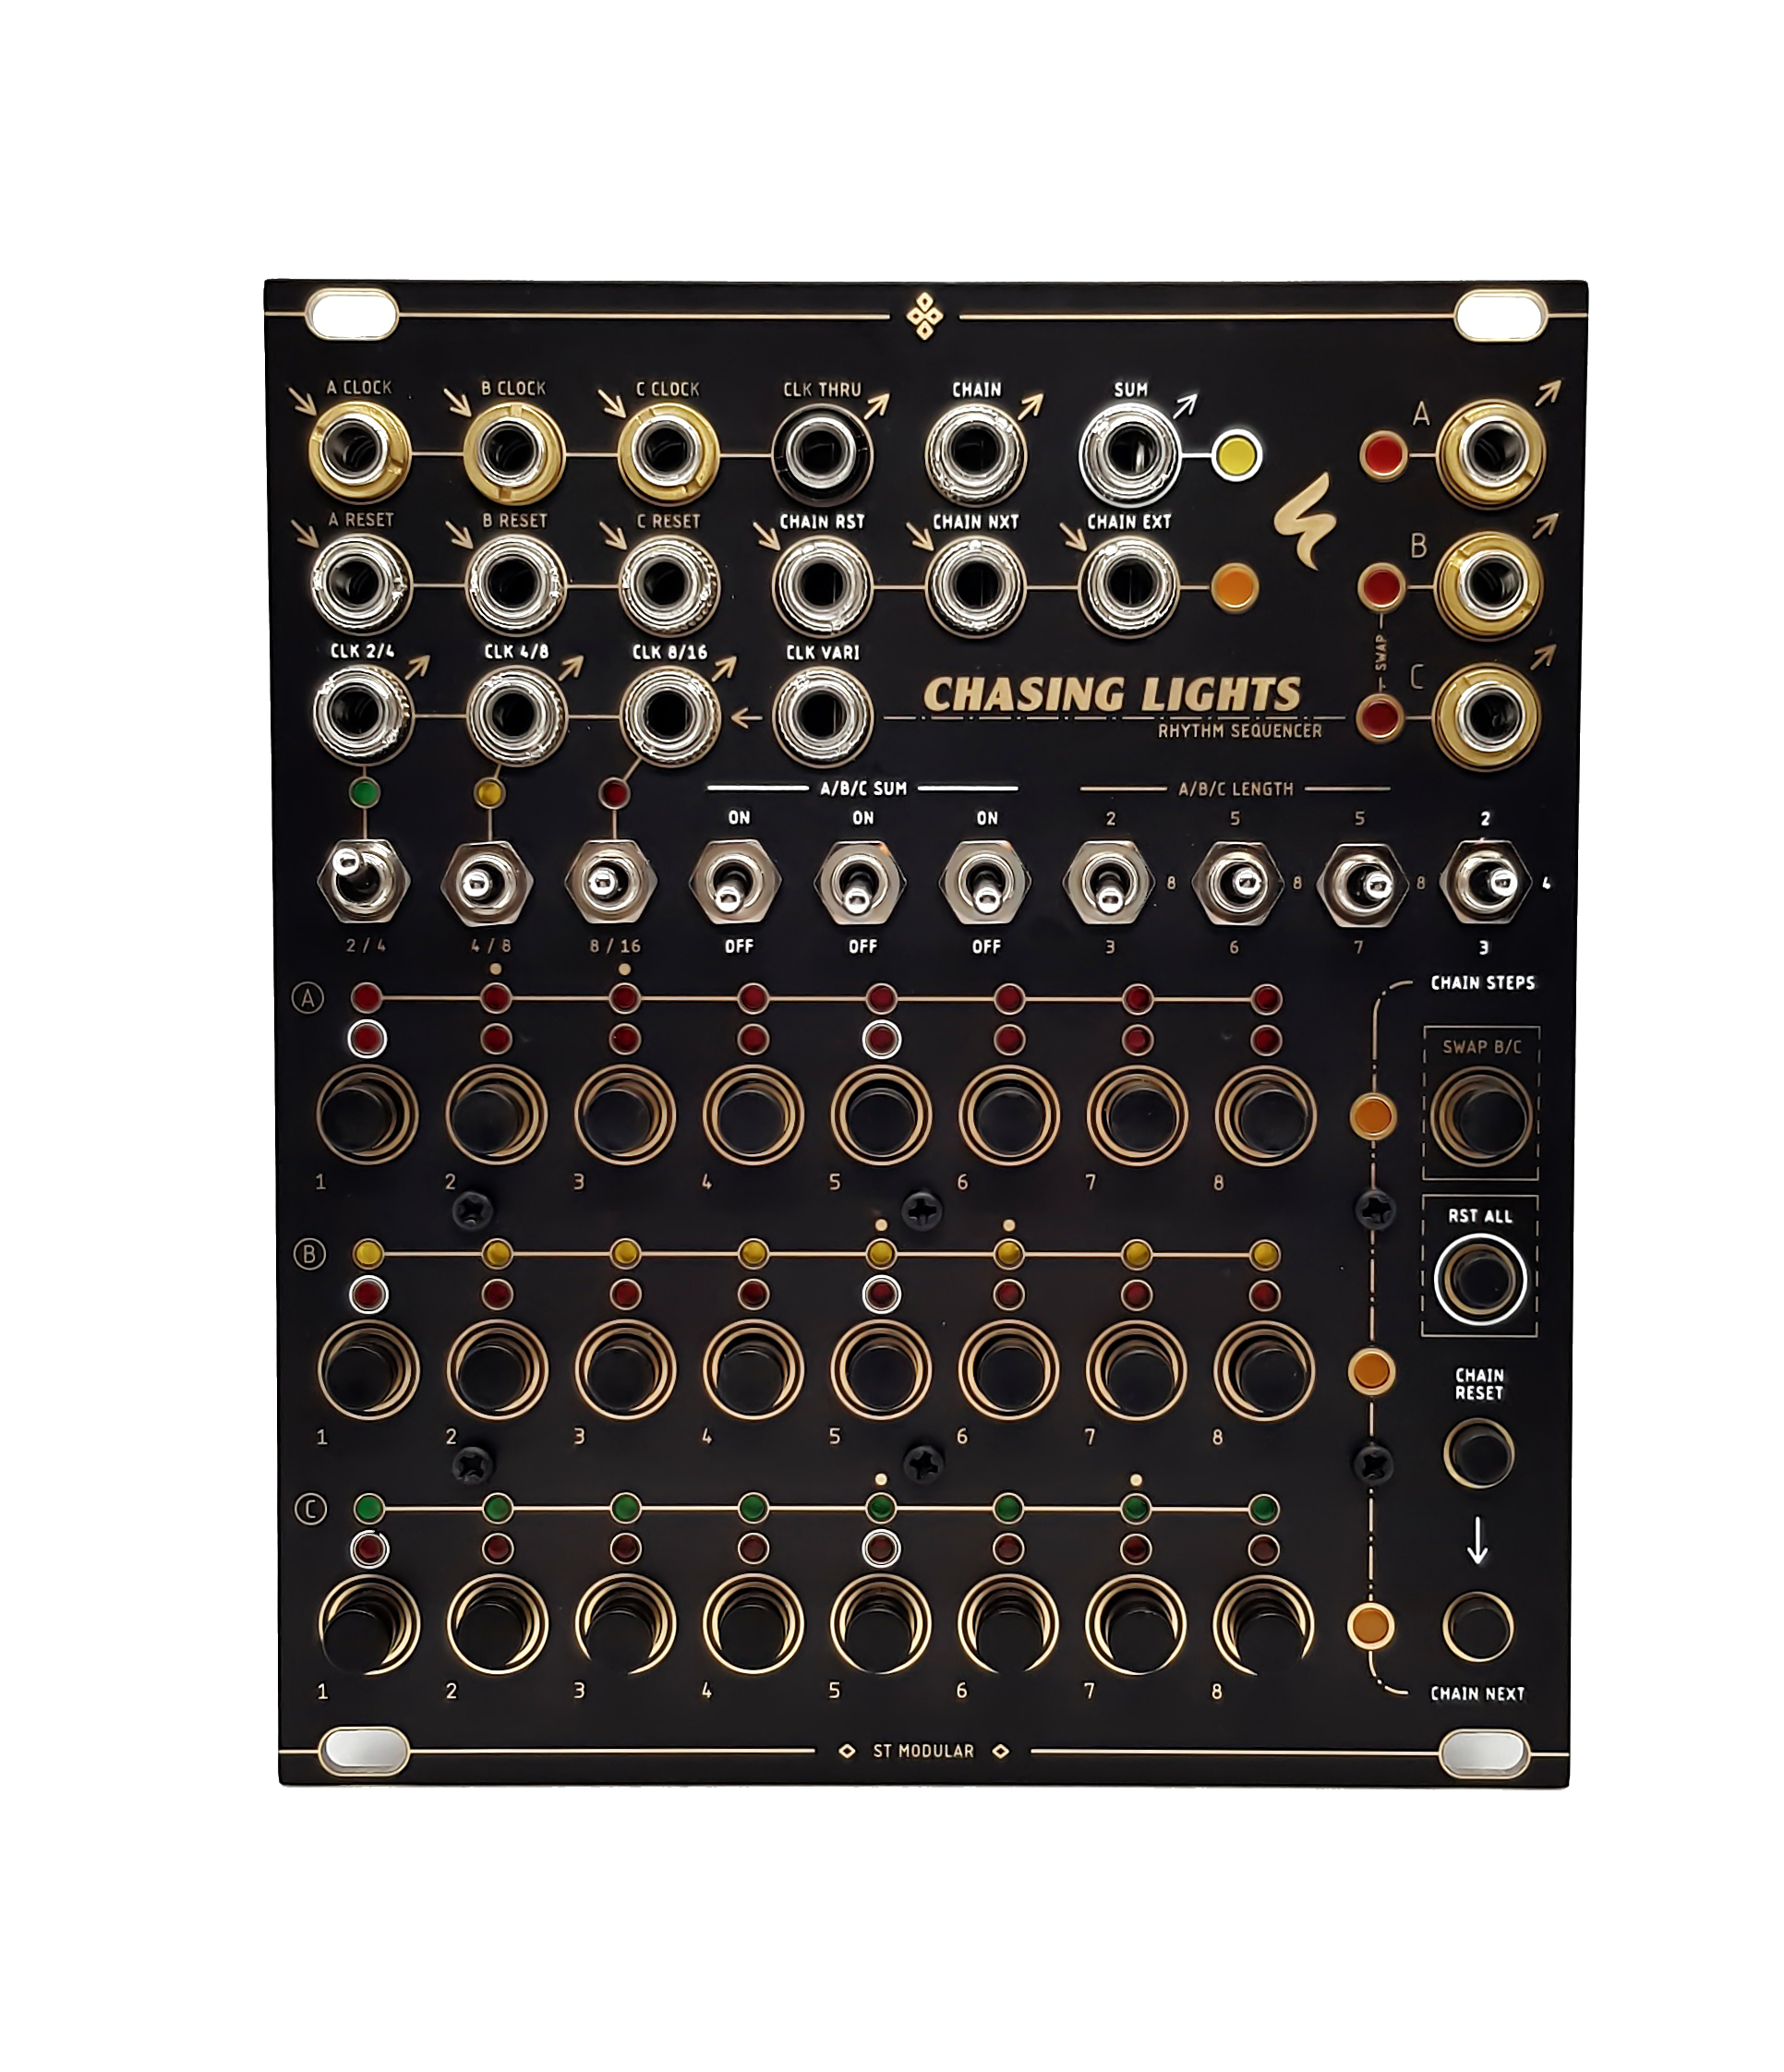 A CLOCK B CLOCK C CLOCK CLK THRU CHAIN SUM A
A RESET B RESET C RESET CHAIN RST CHAIN NXT CHAIN EXT B
CLK 2/4 CLK 4/8 CLK 8/16 CLK VARI SWAP C
CHASING LIGHTS
RHYTHM SEQUENCER
A/B/C SUM A/B/C LENGTH
ON ON ON 2 5 5 2
8 8 8 4
2 / 4 4 / 8 8 / 16 OFF OFF OFF 3 6 7 3
CHAIN STEPS
A
SWAP B/C
1 2 3 4 5 6 7 8
RST ALL
B
CHAIN
RESET
1 2 3 4 5 6 7 8
C
1 2 3 4 5 6 7 8
CHAIN NEXT
ST MODULAR